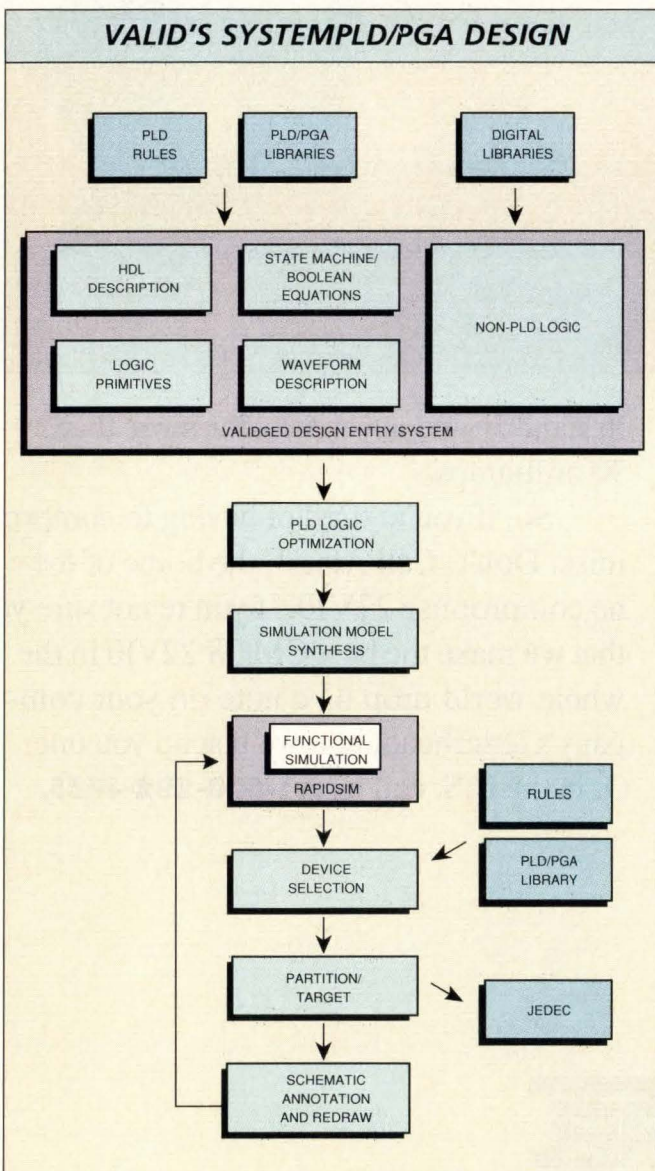 VALID'S SYSTEMPLD/PGA DESIGN
PLD
RULES
PLD/PGA
LIBRARIES
DIGITAL
LIBRARIES
HDL
DESCRIPTION
STATE MACHINE/
BOOLEAN
EQUATIONS
NON-PLD LOGIC
LOGIC
PRIMITIVES
WAVEFORM
DESCRIPTION
VALIDGED DESIGN ENTRY SYSTEM
PLD LOGIC
OPTIMIZATION
SIMULATION MODEL
SYNTHESIS
FUNCTIONAL
SIMULATION
RAPIDSIM
RULES
DEVICE
SELECTION
PLD/PGA
LIBRARY
PARTITION/
TARGET
JEDEC
SCHEMATIC
ANNOTATION
AND REDRAW